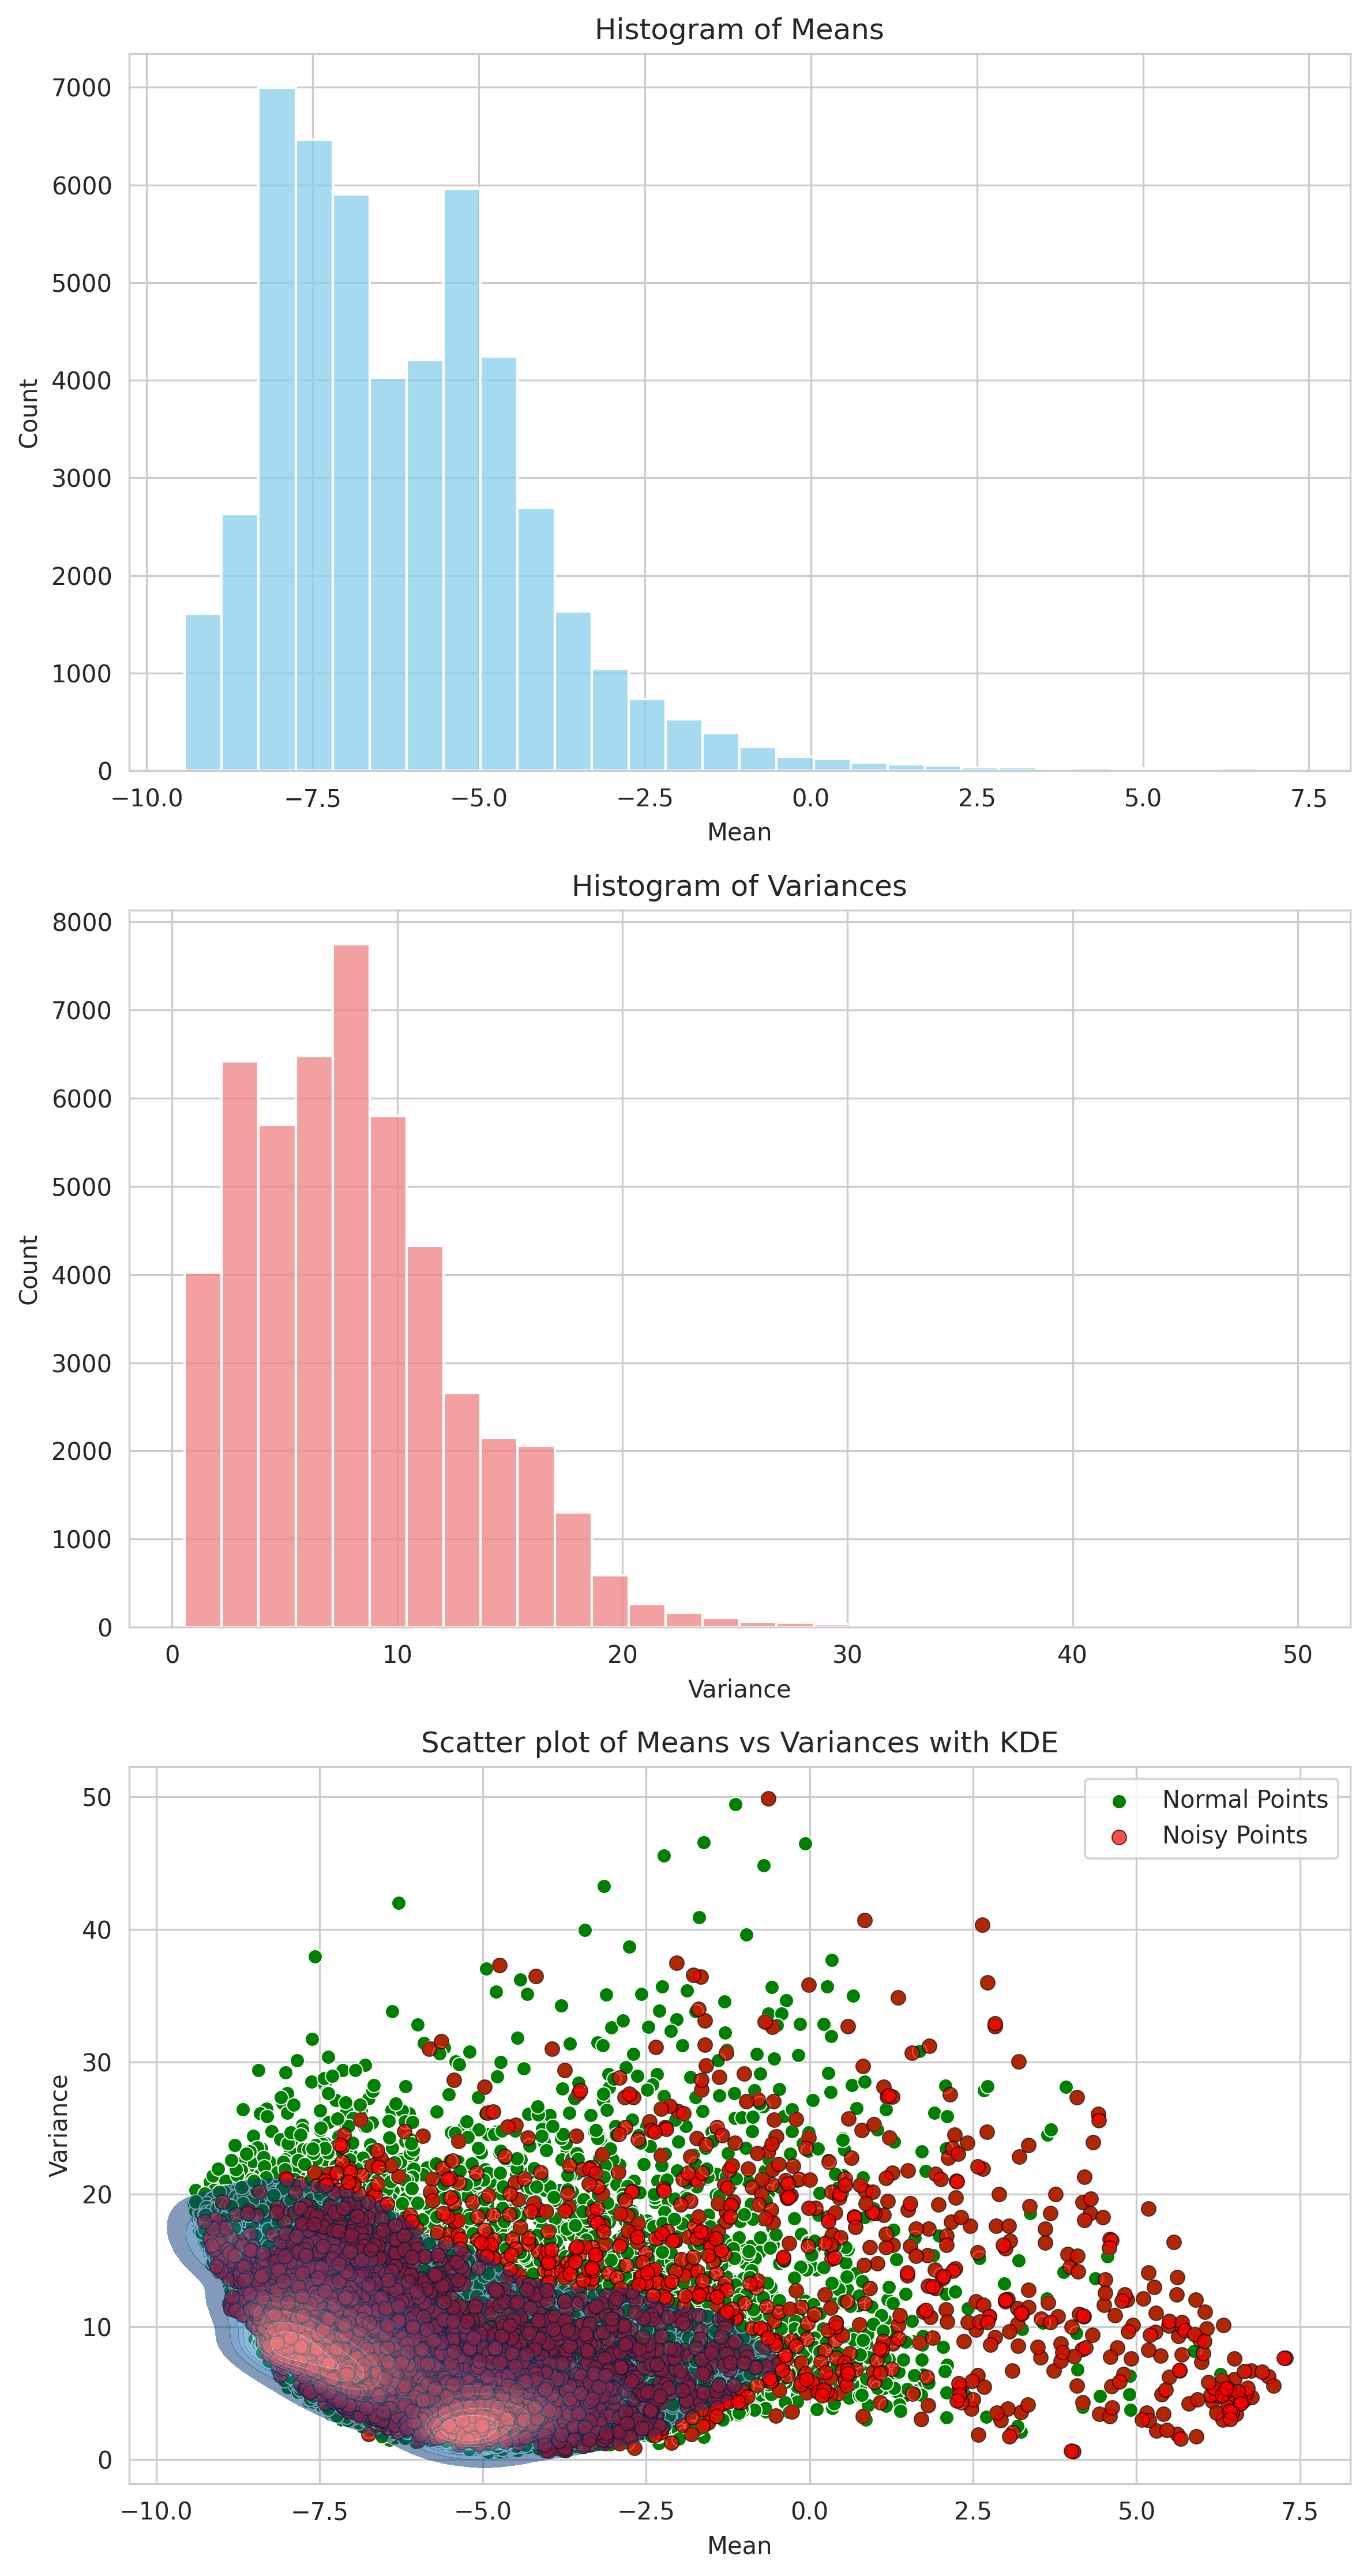 Histogram of Means
7000
6000
5000
4000
3000
2000
1000
0
Count
−10.0 −7.5 −5.0 −2.5 0.0 2.5 5.0 7.5
Mean
Histogram of Variances
8000
7000
6000
5000
4000
3000
2000
1000
0
Count
0 10 20 30 40 50
Variance
Scatter plot of Means vs Variances with KDE
Normal Points
Noisy Points
50
40
30
20
10
0
Variance
−10.0 −7.5 −5.0 −2.5 0.0 2.5 5.0 7.5
Mean